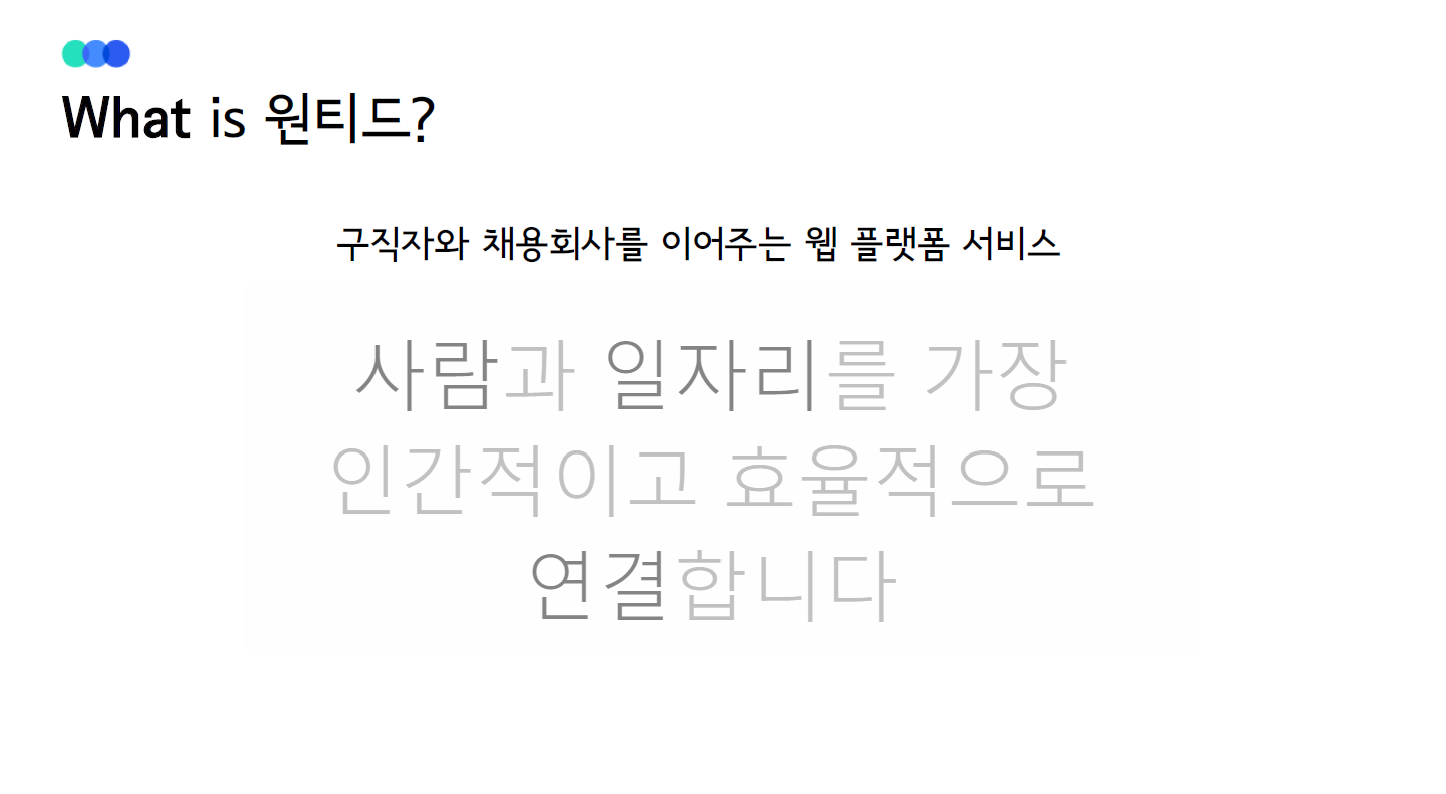 What is 원티드?
구직자와 채용회사를 이어주는 웹 플랫폼 서비스
사람과 일자리를 가장
인간적이고 효율적으로
연결합니다